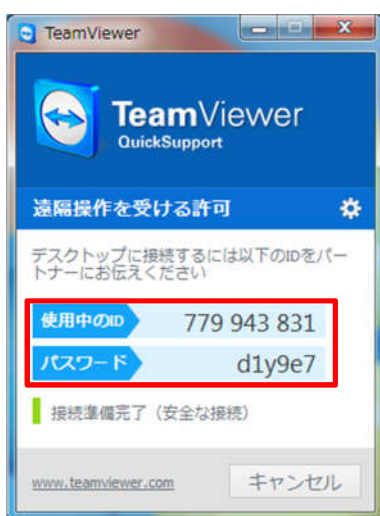 TeamViewer
TeamViewer
QuickSupport
遠隔操作を受ける許可
デスクトップに接続するには以下のIDをパー
トナーにお伝えください
使用中のID 779 943 831
パスワード d1y9e7
接続準備完了（安全な接続）
www.teamviewer.com キャンセル